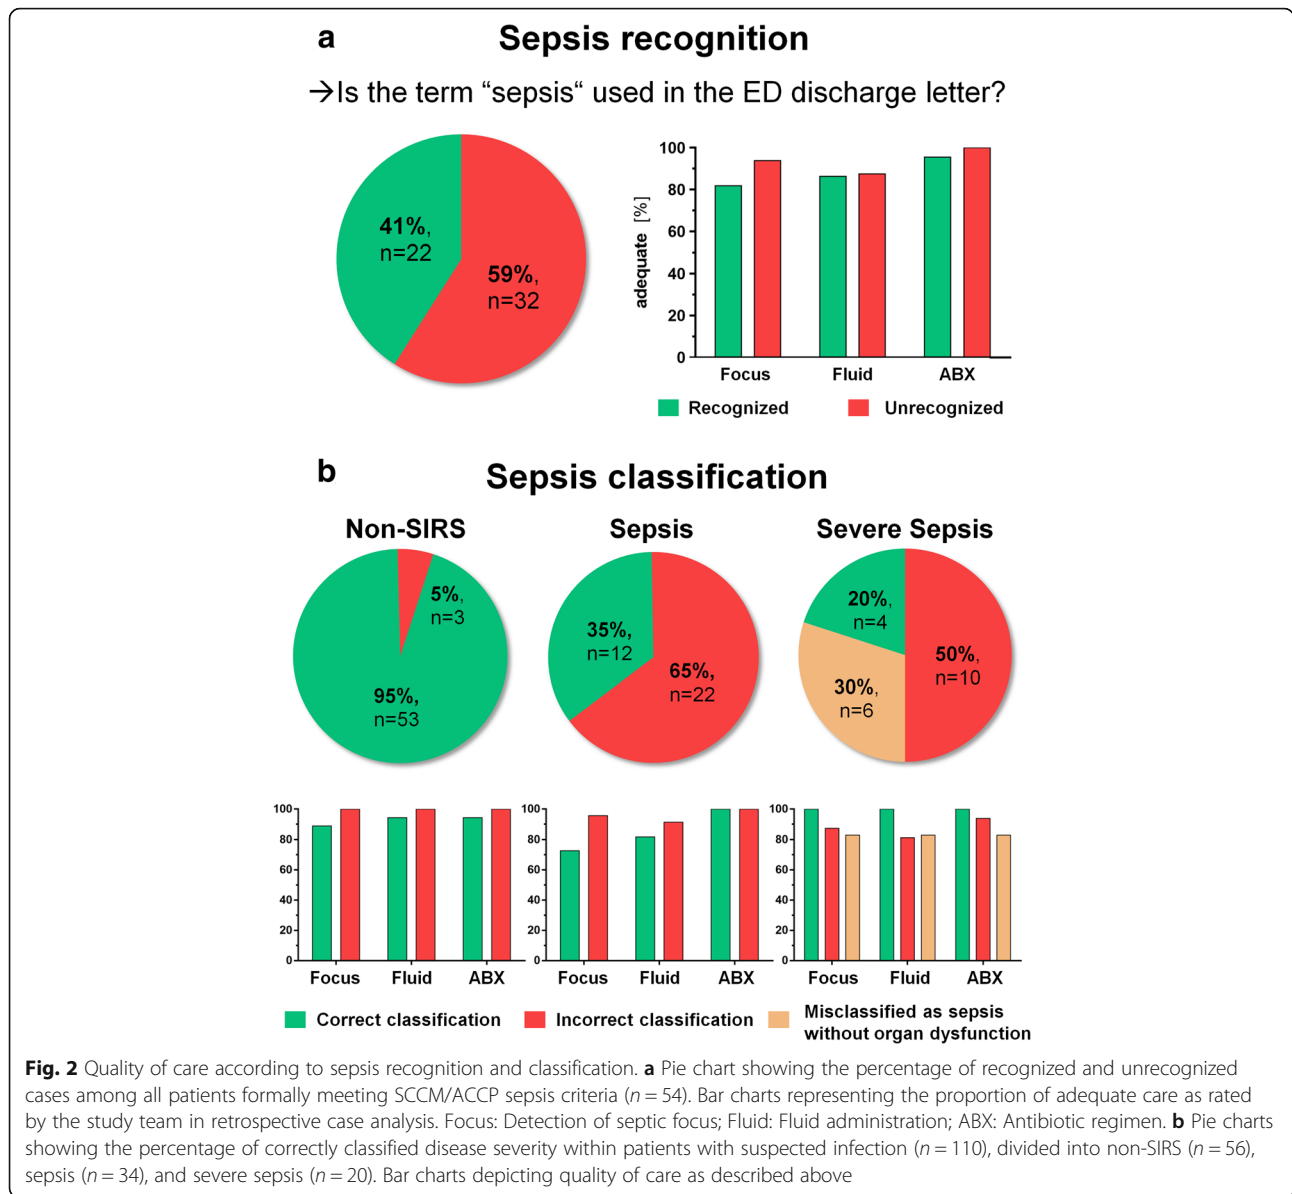 a Sepsis recognition
→Is the term “sepsis“ used in the ED discharge letter?
41%,
n=22
59%,
n=32
adequate [%]
100
80
60
40
20
0
Focus Fluid ABX
Recognized Unrecognized
b Sepsis classification
Non-SIRS Sepsis Severe Sepsis
5%,
n=3
95%,
n=53
35%,
n=12
65%,
n=22
20%,
n=4
50%,
n=10
30%,
n=6
100
80
60
40
20
0
Focus Fluid ABX
100
80
60
40
20
0
Focus Fluid ABX
100
80
60
40
20
0
Focus Fluid ABX
Correct classification Incorrect classification Misclassified as sepsis
without organ dysfunction
Fig. 2 Quality of care according to sepsis recognition and classification. a Pie chart showing the percentage of recognized and unrecognized
cases among all patients formally meeting SCCM/ACCP sepsis criteria (n = 54). Bar charts representing the proportion of adequate care as rated
by the study team in retrospective case analysis. Focus: Detection of septic focus; Fluid: Fluid administration; ABX: Antibiotic regimen. b Pie charts
showing the percentage of correctly classified disease severity within patients with suspected infection (n = 110), divided into non-SIRS (n = 56),
sepsis (n = 34), and severe sepsis (n = 20). Bar charts depicting quality of care as described above